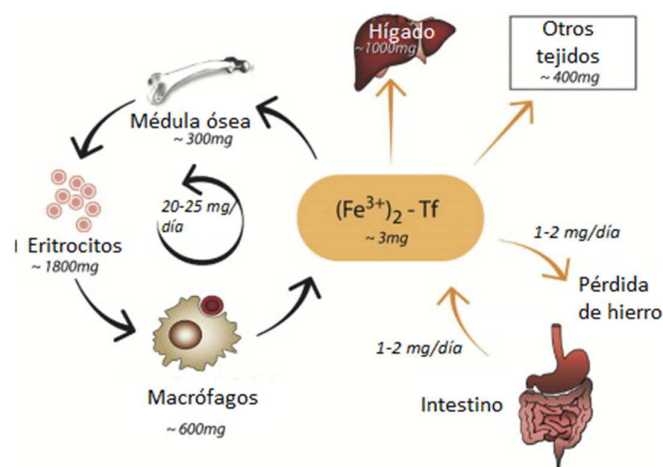 Hígado
~1000mg
Otros
tejidos
~ 400mg
Médula ósea
~ 300mg
20-25 mg/
día
(Fe³⁺)₂ - Tf
~ 3mg
Eritrocitos
~ 1800mg
1-2 mg/día
Pérdida
de hierro
1-2 mg/día
Macrófagos
~ 600mg
Intestino